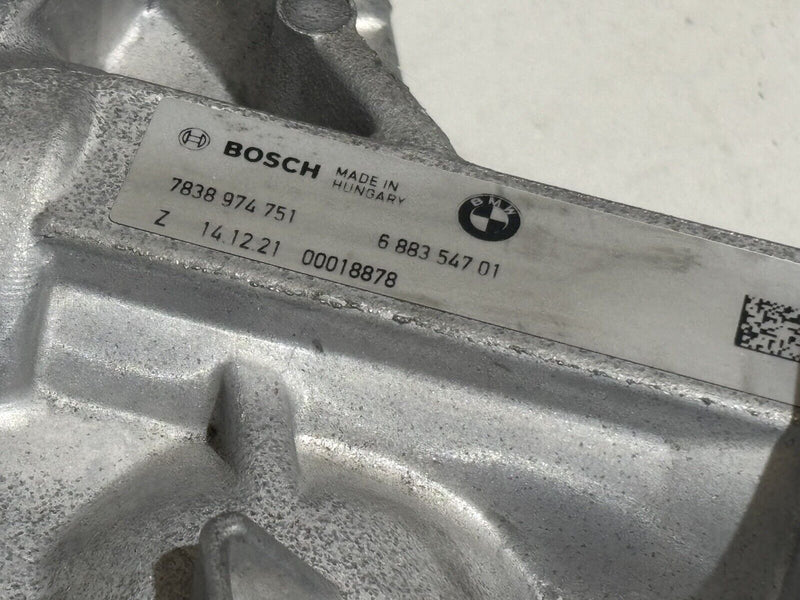 BOSCH MADE IN HUNGARY
7838 974 751
Z 14.12.21 00018878
BMW
6 883 547 01